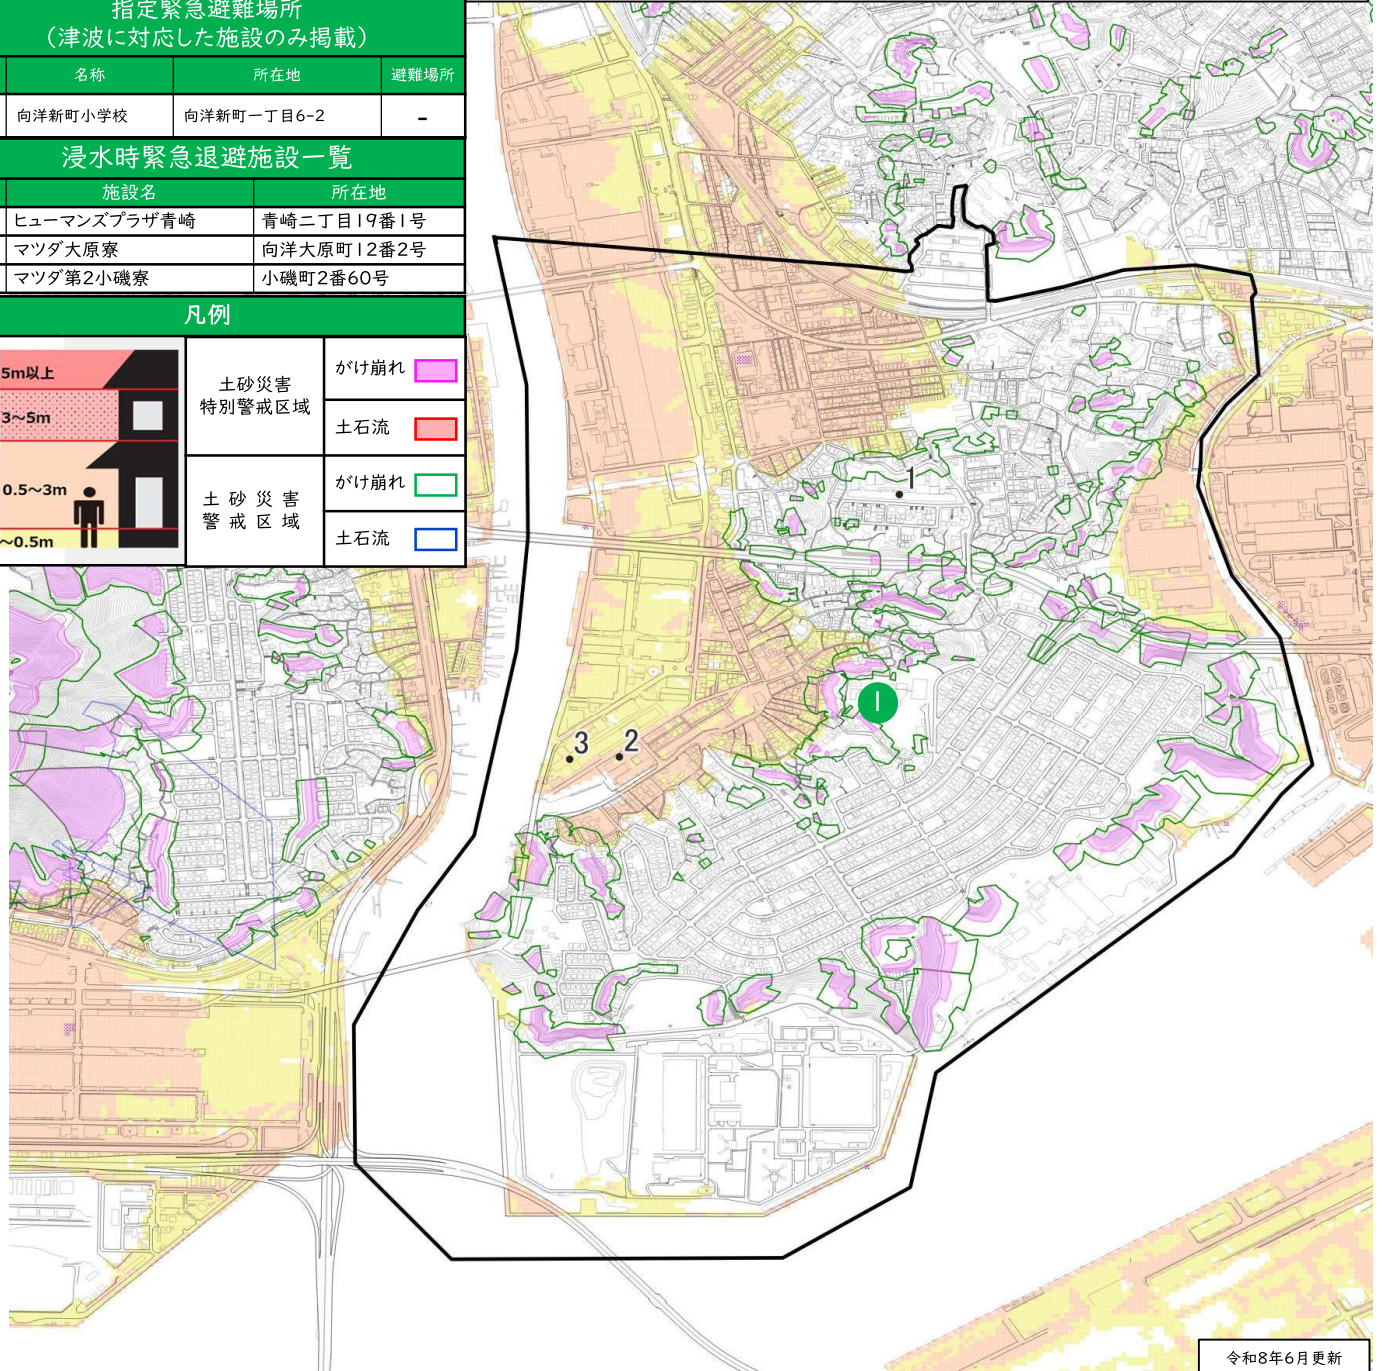 指定緊急避難場所
（津波に対応した施設のみ掲載）
名称 所在地 避難場所
向洋新町小学校 向洋新町一丁目6-2 -
浸水時緊急退避施設一覧
施設名 所在地
ヒューマンズプラザ青崎 青崎二丁目19番1号
マツダ大原寮 向洋大原町12番2号
マツダ第2小磯寮 小磯町2番60号
凡例
5m以上
3～5m
0.5～3m
～0.5m
土砂災害
特別警戒区域
がけ崩れ
土石流
土砂災害
警戒区域
がけ崩れ
土石流
1
1
3
2
令和8年6月更新